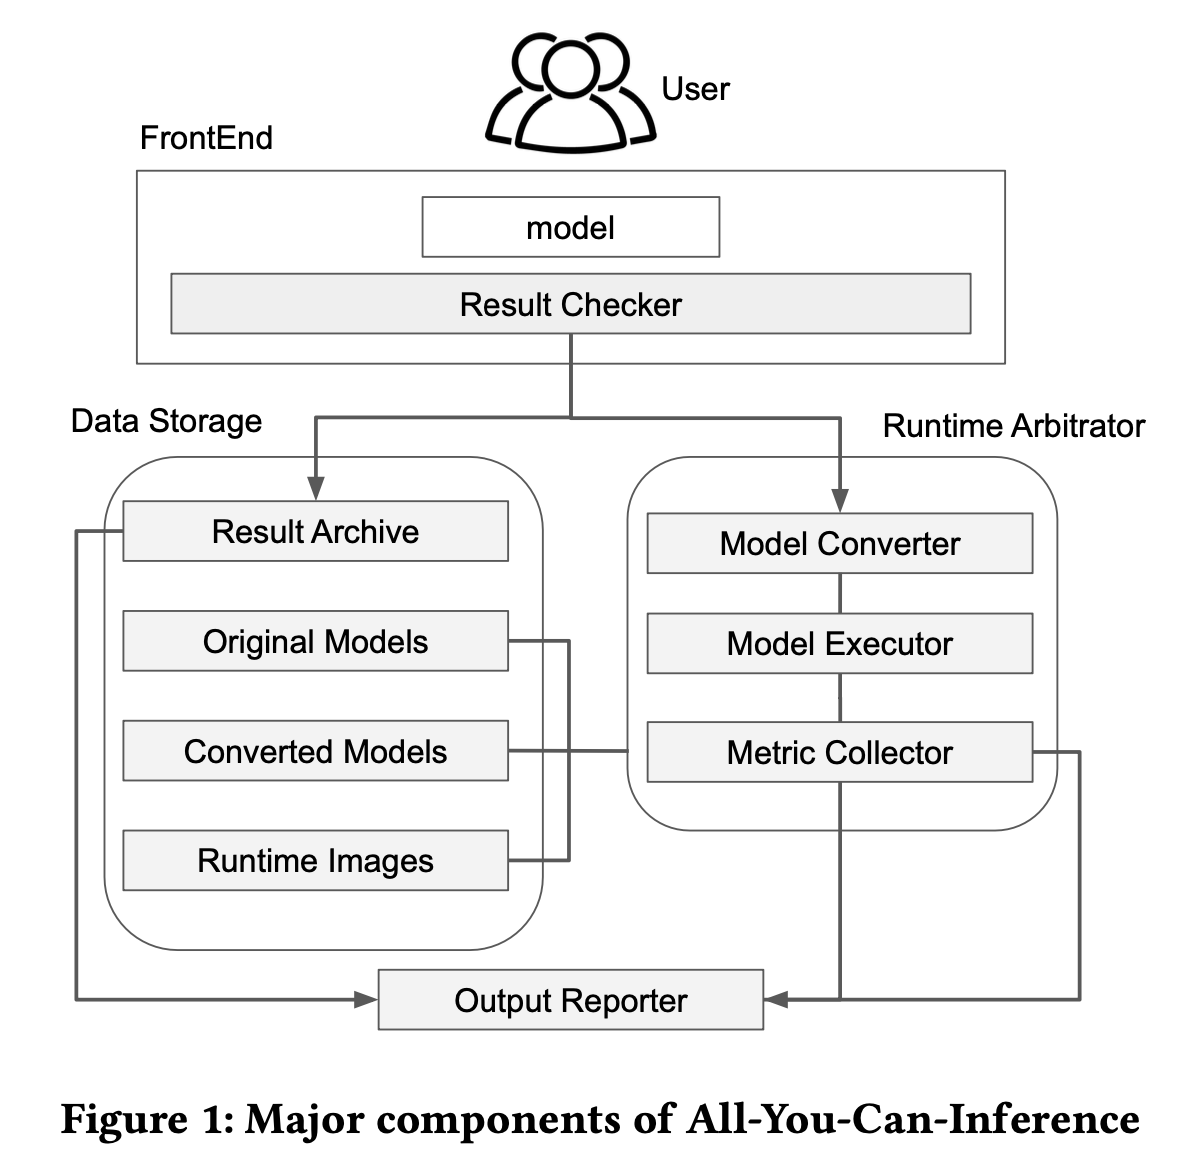 User
FrontEnd
model
Result Checker
Data Storage
Runtime Arbitrator
Result Archive
Original Models
Converted Models
Runtime Images
Model Converter
Model Executor
Metric Collector
Output Reporter
Figure 1: Major components of All-You-Can-Inference